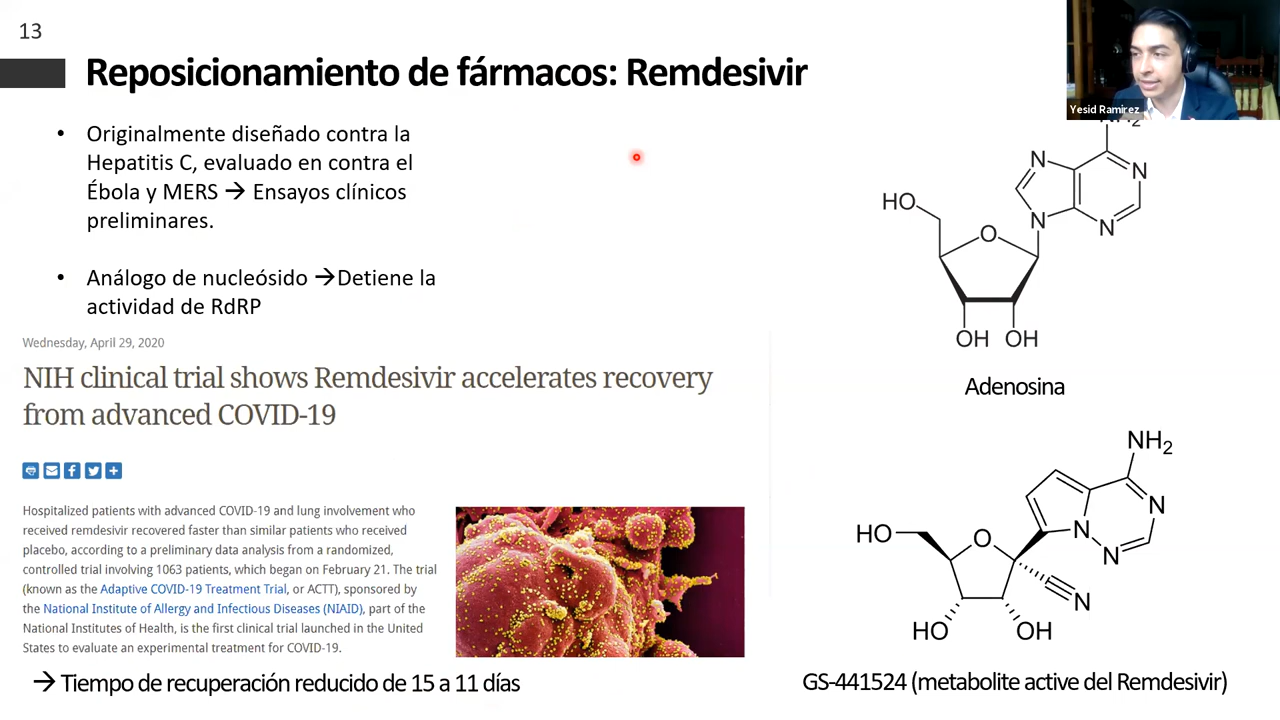 13
Reposicionamiento de fármacos: Remdesivir
Yesid Ramirez
• Originalmente diseñado contra la
Hepatitis C, evaluado en contra el
Ébola y MERS → Ensayos clínicos
preliminares.
• Análogo de nucleósido →Detiene la
actividad de RdRP
Wednesday, April 29, 2020
NIH clinical trial shows Remdesivir accelerates recovery
from advanced COVID-19
Hospitalized patients with advanced COVID-19 and lung involvement who
received remdesivir recovered faster than similar patients who received
placebo, according to a preliminary data analysis from a randomized,
controlled trial involving 1063 patients, which began on February 21. The trial
(known as the Adaptive COVID-19 Treatment Trial, or ACTT), sponsored by
the National Institute of Allergy and Infectious Diseases (NIAID), part of the
National Institutes of Health, is the first clinical trial launched in the United
States to evaluate an experimental treatment for COVID-19.
→ Tiempo de recuperación reducido de 15 a 11 días
NH2
N
N
HO
N
N
O
OH OH
Adenosina
NH2
N
HO
O
N
N
N
HO
OH
GS-441524 (metabolite active del Remdesivir)